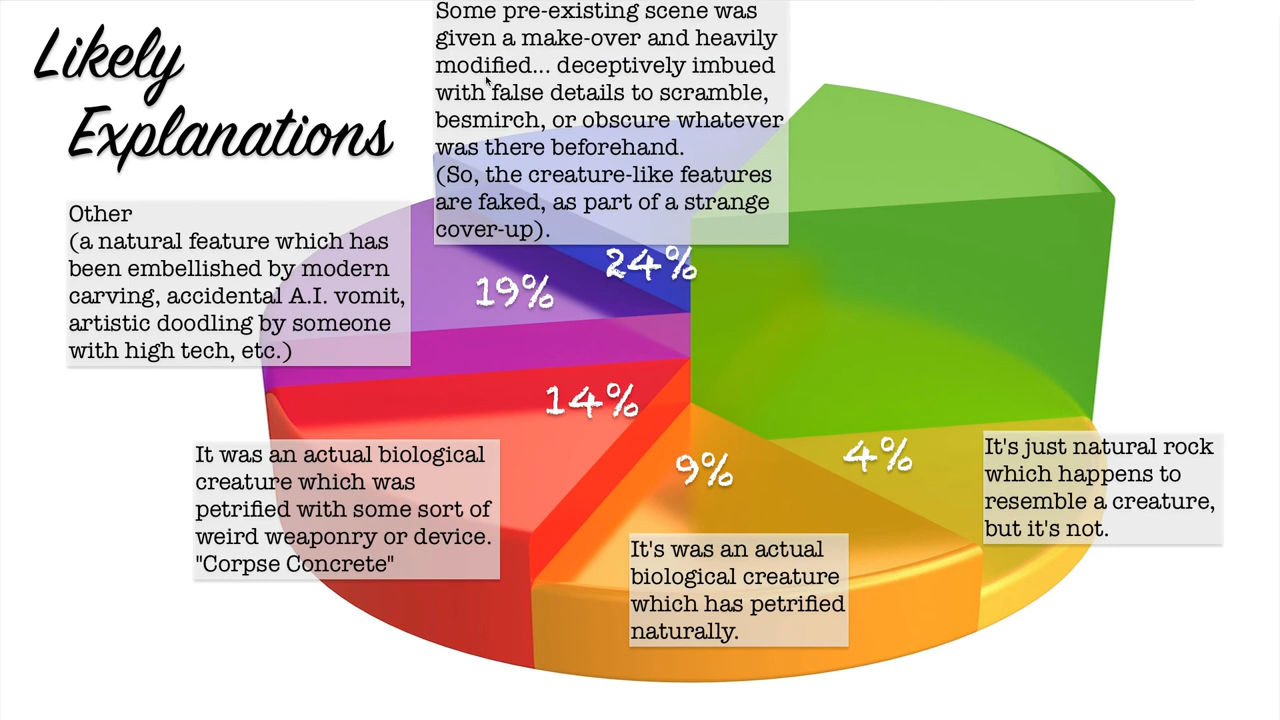 Likely
Explanations
Some pre-existing scene was
given a make-over and heavily
modified... deceptively imbued
with false details to scramble,
besmirch, or obscure whatever
was there beforehand.
(So, the creature-like features
are faked, as part of a strange
cover-up).
Other
(a natural feature which has
been embellished by modern
carving, accidental A.I. vomit,
artistic doodling by someone
with high tech, etc.)
24%
19%
14%
9%
4%
It was an actual biological
creature which was
petrified with some sort of
weird weaponry or device.
"Corpse Concrete"
It's was an actual
biological creature
which has petrified
naturally.
It's just natural rock
which happens to
resemble a creature,
but it's not.